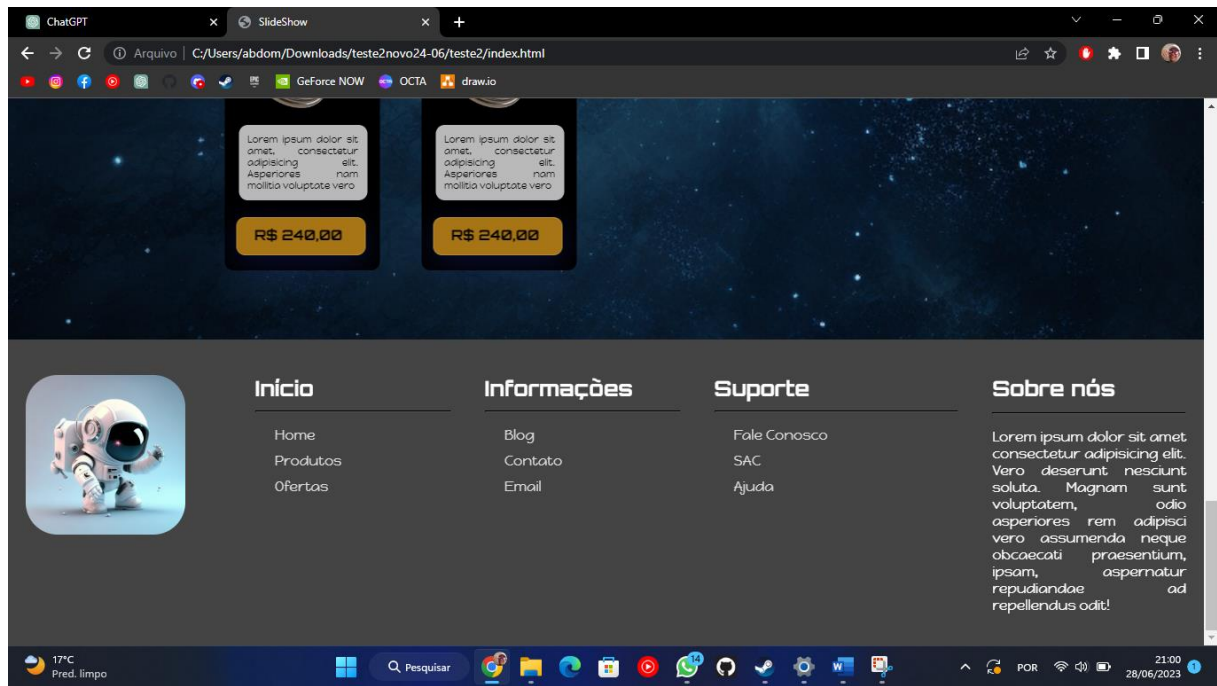 ChatGPT
SlideShow
Arquivo | C:/Users/abdom/Downloads/teste2novo24-06/teste2/index.html
GeForce NOW
OCTA
draw.io
Lorem ipsum dolor sit
amet, consectetur
adipisicing elit.
Asperiores nam
mollitia voluptate vero
R$ 240,00
Lorem ipsum dolor sit
amet, consectetur
adipisicing elit.
Asperiores nam
mollitia voluptate vero
R$ 240,00
Início
Home
Produtos
Ofertas
Informações
Blog
Contato
Email
Suporte
Fale Conosco
SAC
Ajuda
Sobre nós
Lorem ipsum dolor sit amet
consectetur adipisicing elit.
Vero deserunt nesciunt
soluta. Magnam sunt
voluptatem, odio
asperiores rem adipisci
vero assumenda neque
obcaecati praesentium,
ipsam, aspernatur
repudiandae ad
repellendus odit!
17°C
Pred. limpo
Pesquisar
14
POR
21:00
28/06/2023
1